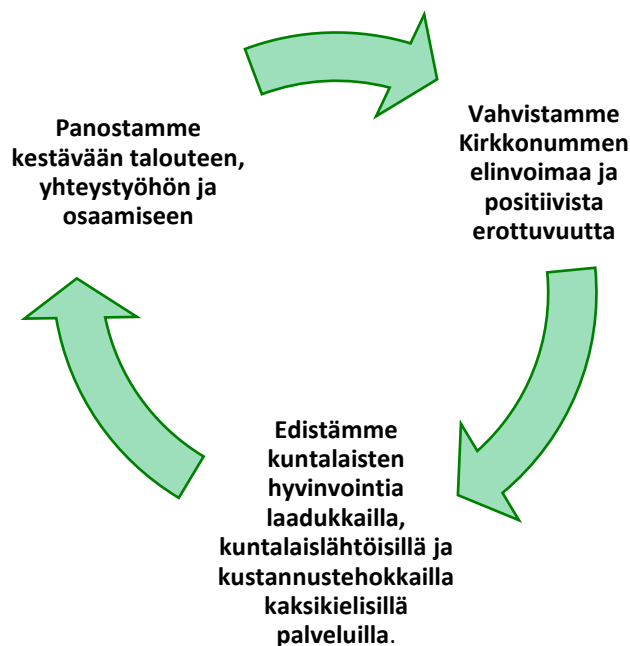 Panostamme
kestävään talouteen,
yhteystyöhön ja
osaamiseen
Vahvistamme
Kirkkonummen
elinvoimaa ja
positiivista
erottuvuutta
Edistämme
kuntalaisten
hyvinvointia
laadukkailla,
kuntalaislähtöisillä ja
kustannustehokkailla
kaksikielisillä
palveluilla.